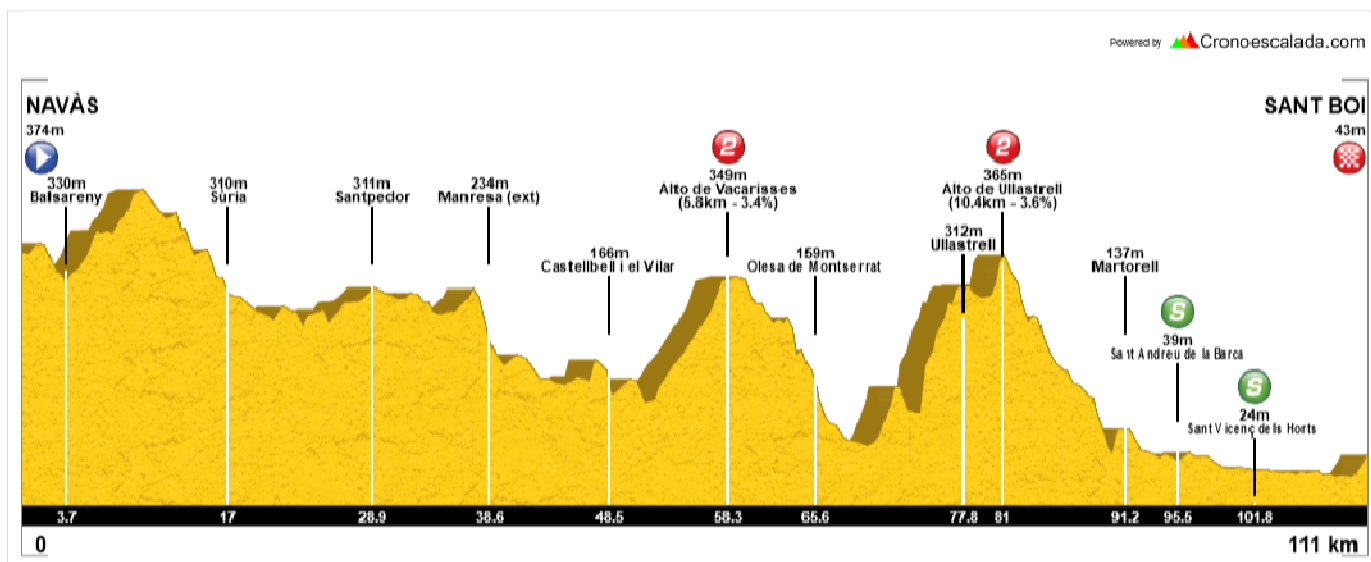 Powered by Cronoescalada.com
NAVÀS
374m
SANT BOI
43m
330m
Balsareny
310m
Súria
311m
Santpedor
234m
Manresa (ext)
166m
Castellbell i el Vilar
2
349m
Alto de Vacarisses
(5.8km - 3.4%)
159m
Olesa de Montserrat
312m
Ullastrell
2
365m
Alto de Ullastrell
(10.4km - 3.6%)
137m
Martorell
S
39m
Sant Andreu de la Barca
S
24m
Sant Vicenç dels Horts
3.7 17 28.9 38.6 48.5 58.3 65.6 77.8 81 91.2 95.5 101.8
0 111 km